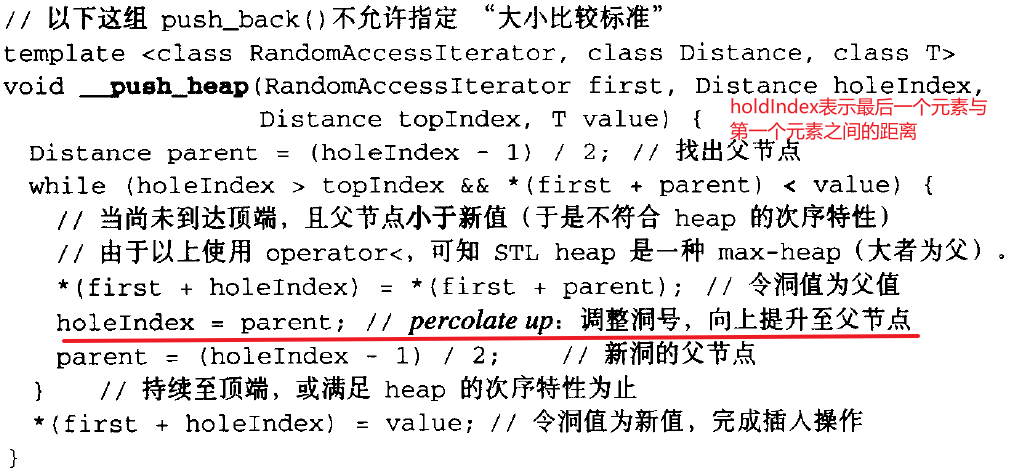 // 以下这组 push_back()不允许指定 “大小比较标准”
template <class RandomAccessIterator, class Distance, class T>
void __push_heap(RandomAccessIterator first, Distance holeIndex,
Distance topIndex, T value) {
holdIndex表示最后一个元素与
第一个元素之间的距离
Distance parent = (holeIndex - 1) / 2; // 找出父节点
while (holeIndex > topIndex && *(first + parent) < value) {
// 当尚未到达顶端，且父节点小于新值（于是不符合 heap 的次序特性）
// 由于以上使用 operator<，可知 STL heap 是一种 max-heap（大者为父）。
*(first + holeIndex) = *(first + parent); // 令洞值为父值
holeIndex = parent; // percolate up：调整洞号，向上提升至父节点
parent = (holeIndex - 1) / 2; // 新洞的父节点
} // 持续至顶端，或满足 heap 的次序特性为止
*(first + holeIndex) = value; // 令洞值为新值，完成插入操作
}